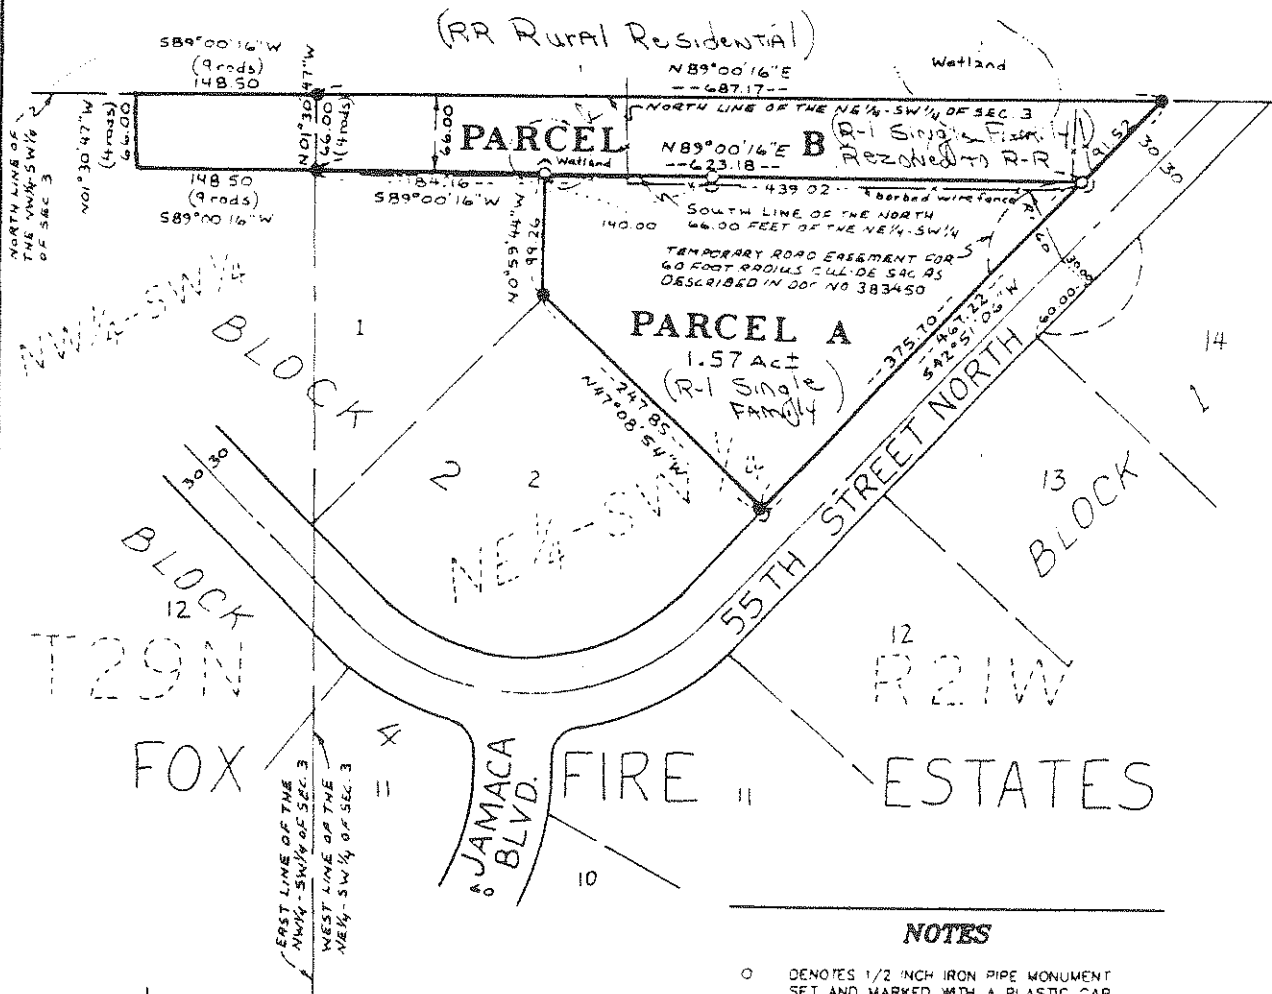 (RR Rural Residential)
S89°00'16"W
(9 rods)
148.50
N89°00'16"E
--687.17--
Wetland
NORTH LINE OF
THE NW¼-SW¼
OF SEC 3
N01°30'47"W
(4 rods)
66.00
N01°30'47"W
66.00
(4 rods)
66.00
NORTH LINE OF THE NE¼-SW¼ OF SEC. 3
PARCEL B
Wetland
N89°00'16"E
--623.18--
(R-1 Single Family)
Rezoned to R-R
91.52
30 30
148.50
(9 rods)
S89°00'16"W
--184.16--
S89°00'16"W
439.02
barbed wire fence
140.00
SOUTH LINE OF THE NORTH
66.00 FEET OF THE NE¼-SW¼
N0°59'44"W
99.26
TEMPORARY ROAD EASEMENT FOR
60 FOOT RADIUS CUL-DE SAC AS
DESCRIBED IN DOC NO 383450
R=60
30.00
60.00
PARCEL A
1.57 Ac±
(R-1 Single
Family)
--375.70--
--467.22--
S42°51'06"W
--247.85--
N47°08'54"W
NW¼-SW¼
BLOCK
1
2
2
NE¼-SW¼
14
1
13
BLOCK
55TH STREET NORTH
30 30
BLOCK
12
4
11
12
T29N
R21W
FOX FIRE ESTATES
11
10
JAMACA
BLVD.
60
EAST LINE OF THE
NW¼-SW¼ OF SEC. 3
WEST LINE OF THE
NE¼-SW¼ OF SEC. 3
NOTES
O DENOTES 1/2 INCH IRON PIPE MONUMENT
SET AND MARKED WITH A PLASTIC CAP